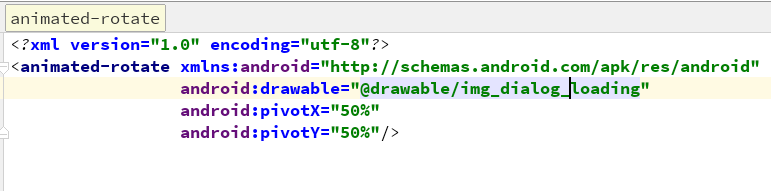 animated-rotate
<?xml version="1.0" encoding="utf-8"?>
<animated-rotate xmlns:android="http://schemas.android.com/apk/res/android"
android:drawable="@drawable/img_dialog_loading"
android:pivotX="50%"
android:pivotY="50%"/>